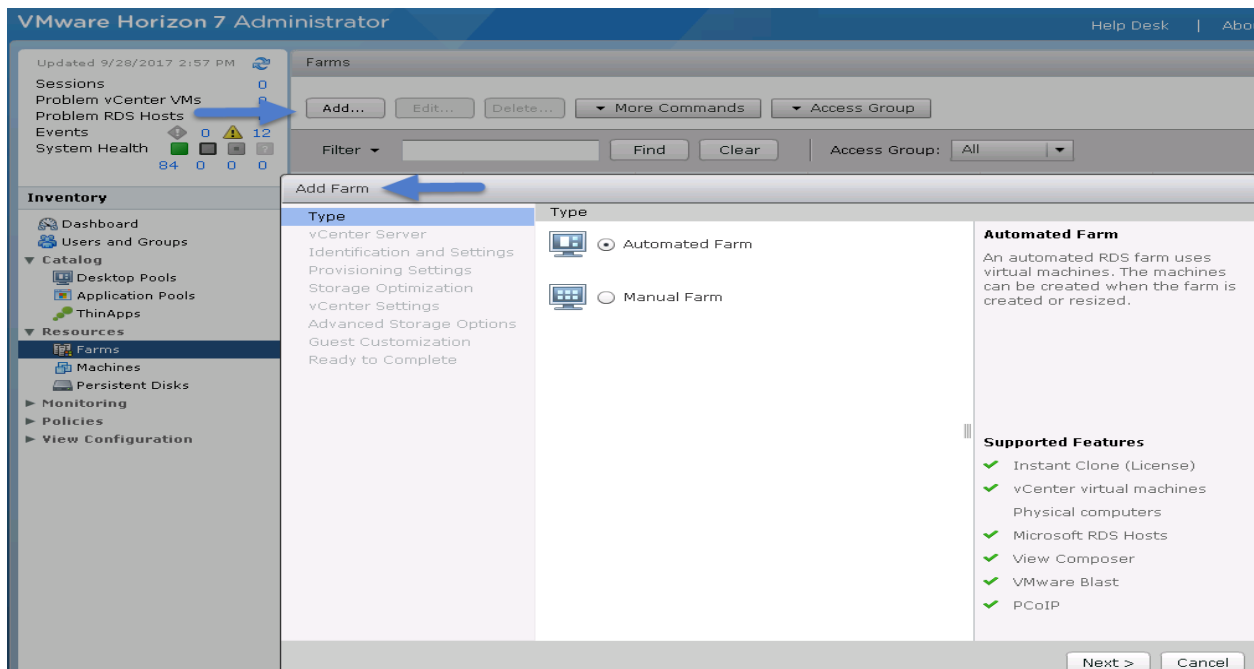 VMware Horizon 7 Administrator
Help Desk | Abo
Updated 9/28/2017 2:57 PM
Farms
Sessions 0
Problem vCenter VMs
Problem RDS Hosts
Events 0 12
System Health
84 0 0 0
Add... Edit... Delete... More Commands Access Group
Filter Find Clear Access Group: All
Inventory
Dashboard
Users and Groups
Catalog
Desktop Pools
Application Pools
ThinApps
Resources
Farms
Machines
Persistent Disks
Monitoring
Policies
View Configuration
Add Farm
Type
vCenter Server
Identification and Settings
Provisioning Settings
Storage Optimization
vCenter Settings
Advanced Storage Options
Guest Customization
Ready to Complete
Type
Automated Farm
Manual Farm
Automated Farm
An automated RDS farm uses
virtual machines. The machines
can be created when the farm is
created or resized.
Supported Features
Instant Clone (License)
vCenter virtual machines
Physical computers
Microsoft RDS Hosts
View Composer
VMware Blast
PCoIP
Next > Cancel